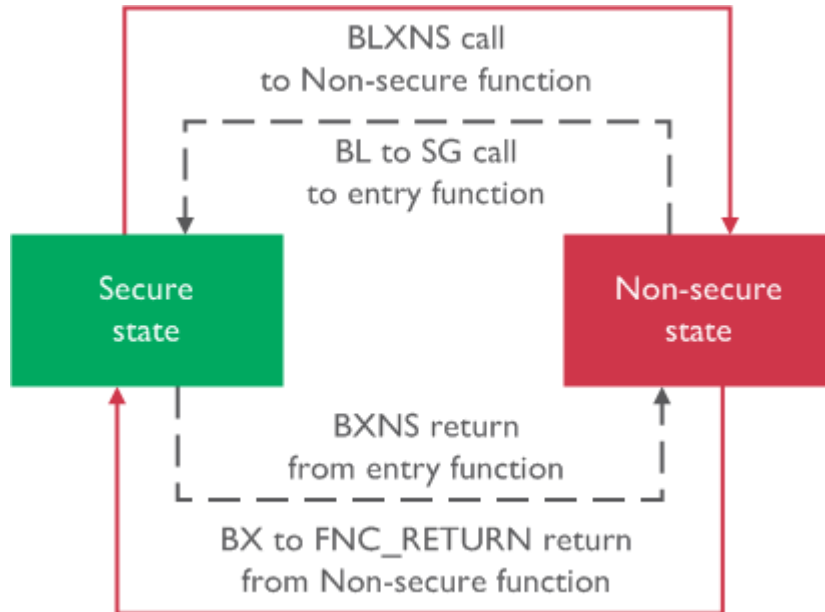 BLXNS call
to Non-secure function
BL to SG call
to entry function
Secure
state
Non-secure
state
BXNS return
from entry function
BX to FNC_RETURN return
from Non-secure function